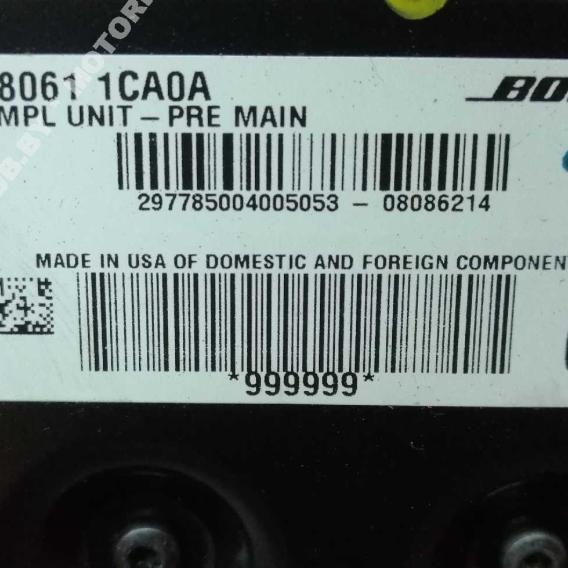 8061 1CA0A
MPL UNIT – PRE MAIN
297785004005053 – 08086214
MADE IN USA OF DOMESTIC AND FOREIGN COMPONEN
*999999*